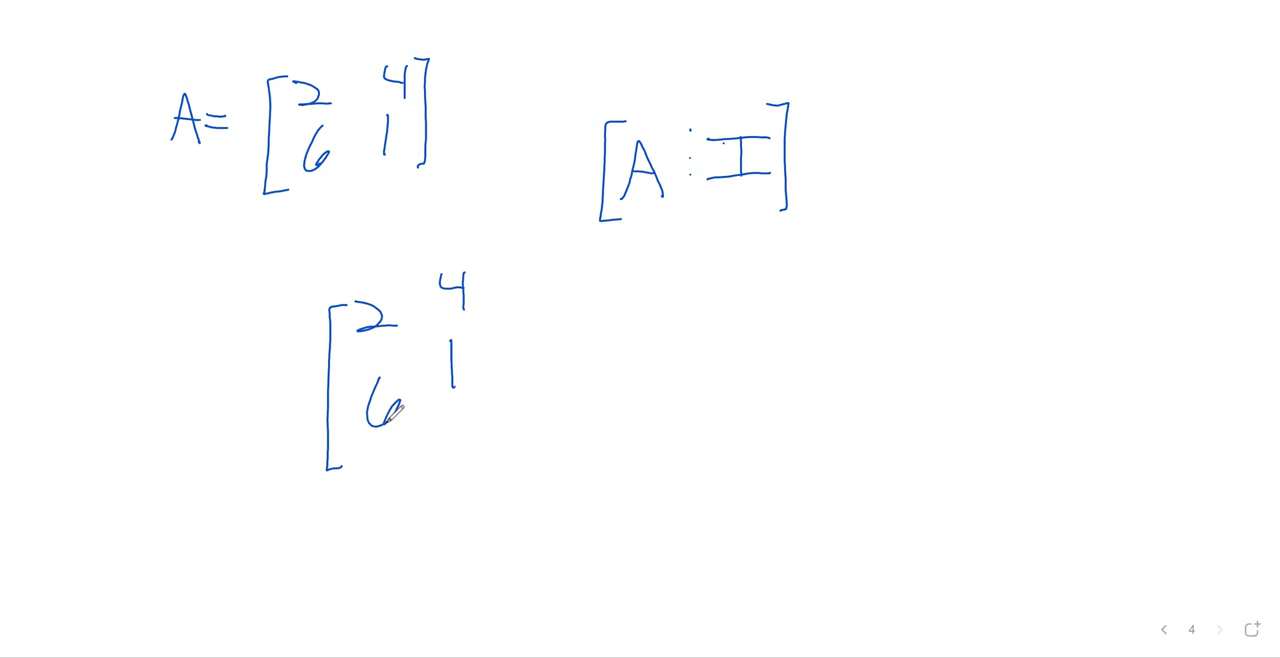 A = [2 4
6 1]
[A ⋮ I]
[2 4
6 1
< 4 >